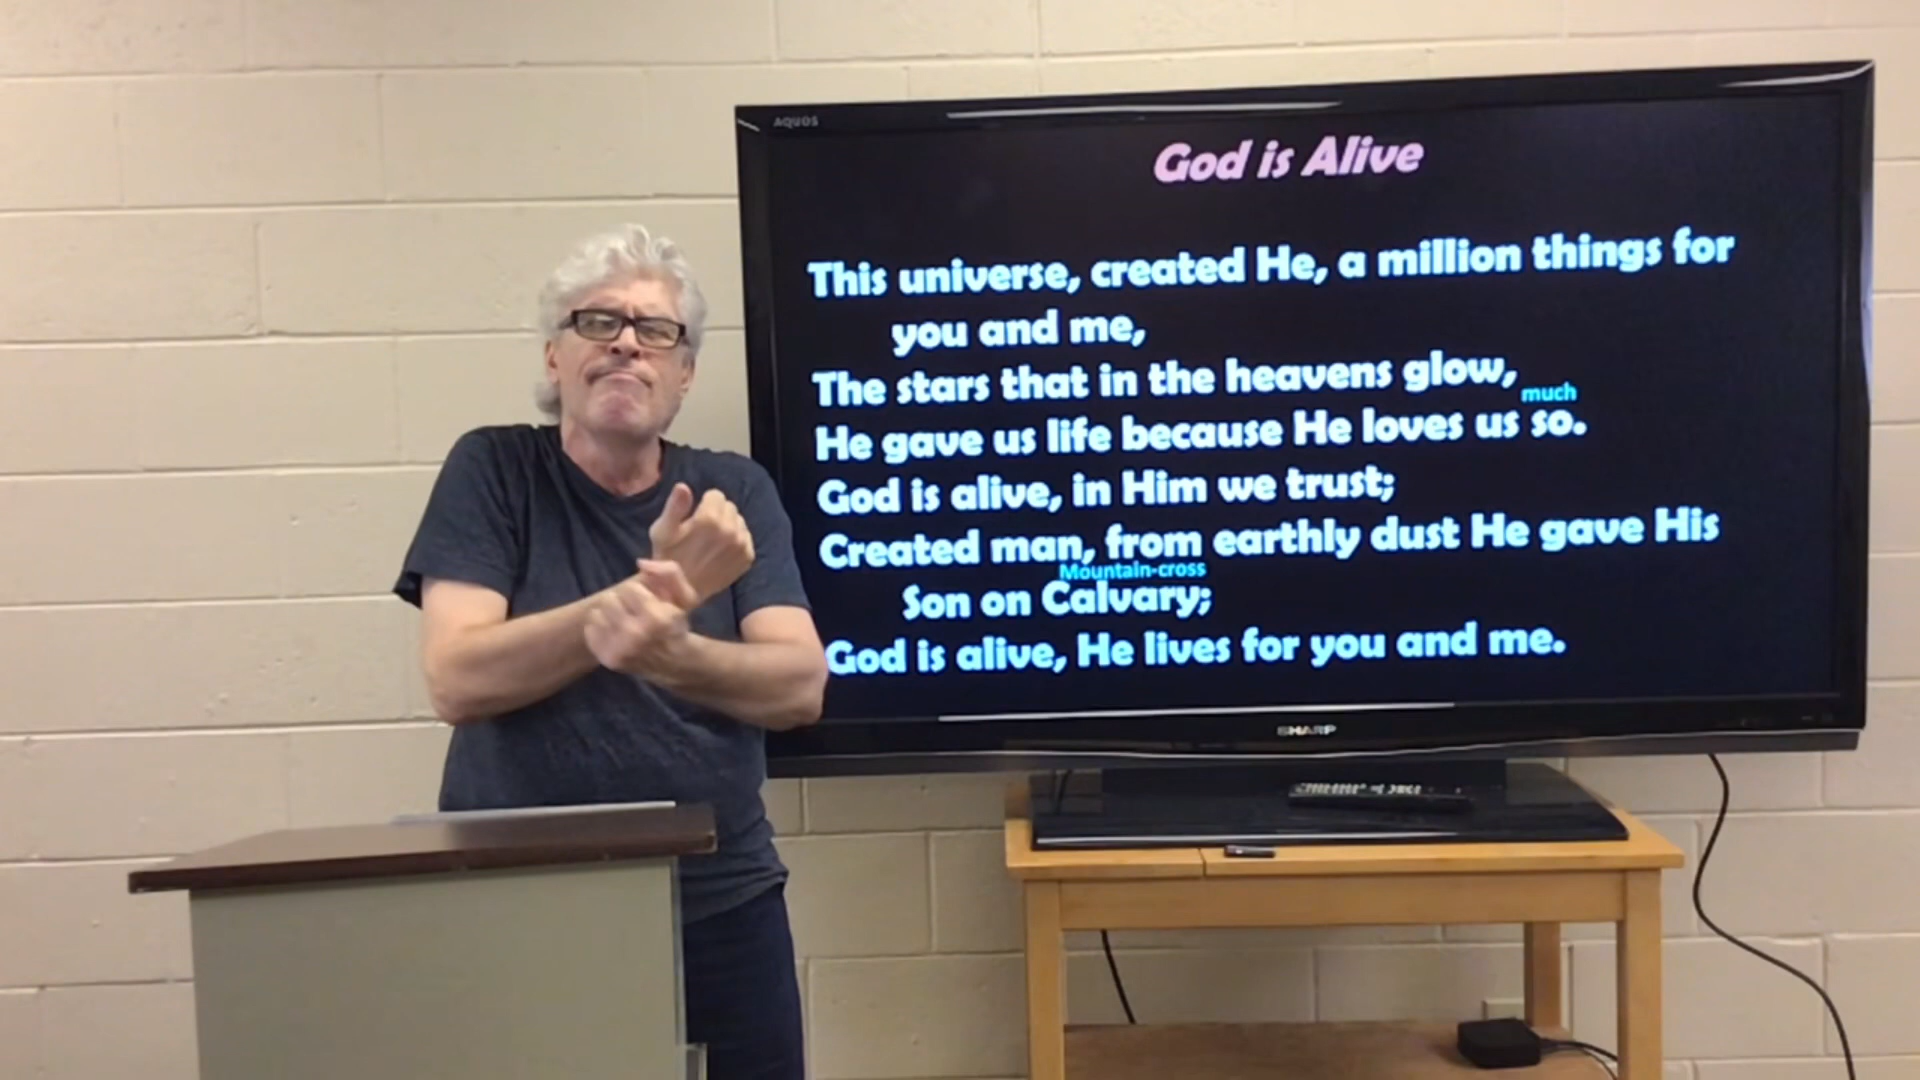 AQUOS
God is Alive
This universe, created He, a million things for
you and me,
The stars that in the heavens glow,
much
He gave us life because He loves us so.
God is alive, in Him we trust;
Created man, from earthly dust He gave His
Mountain-cross
Son on Calvary;
God is alive, He lives for you and me.
SHARP